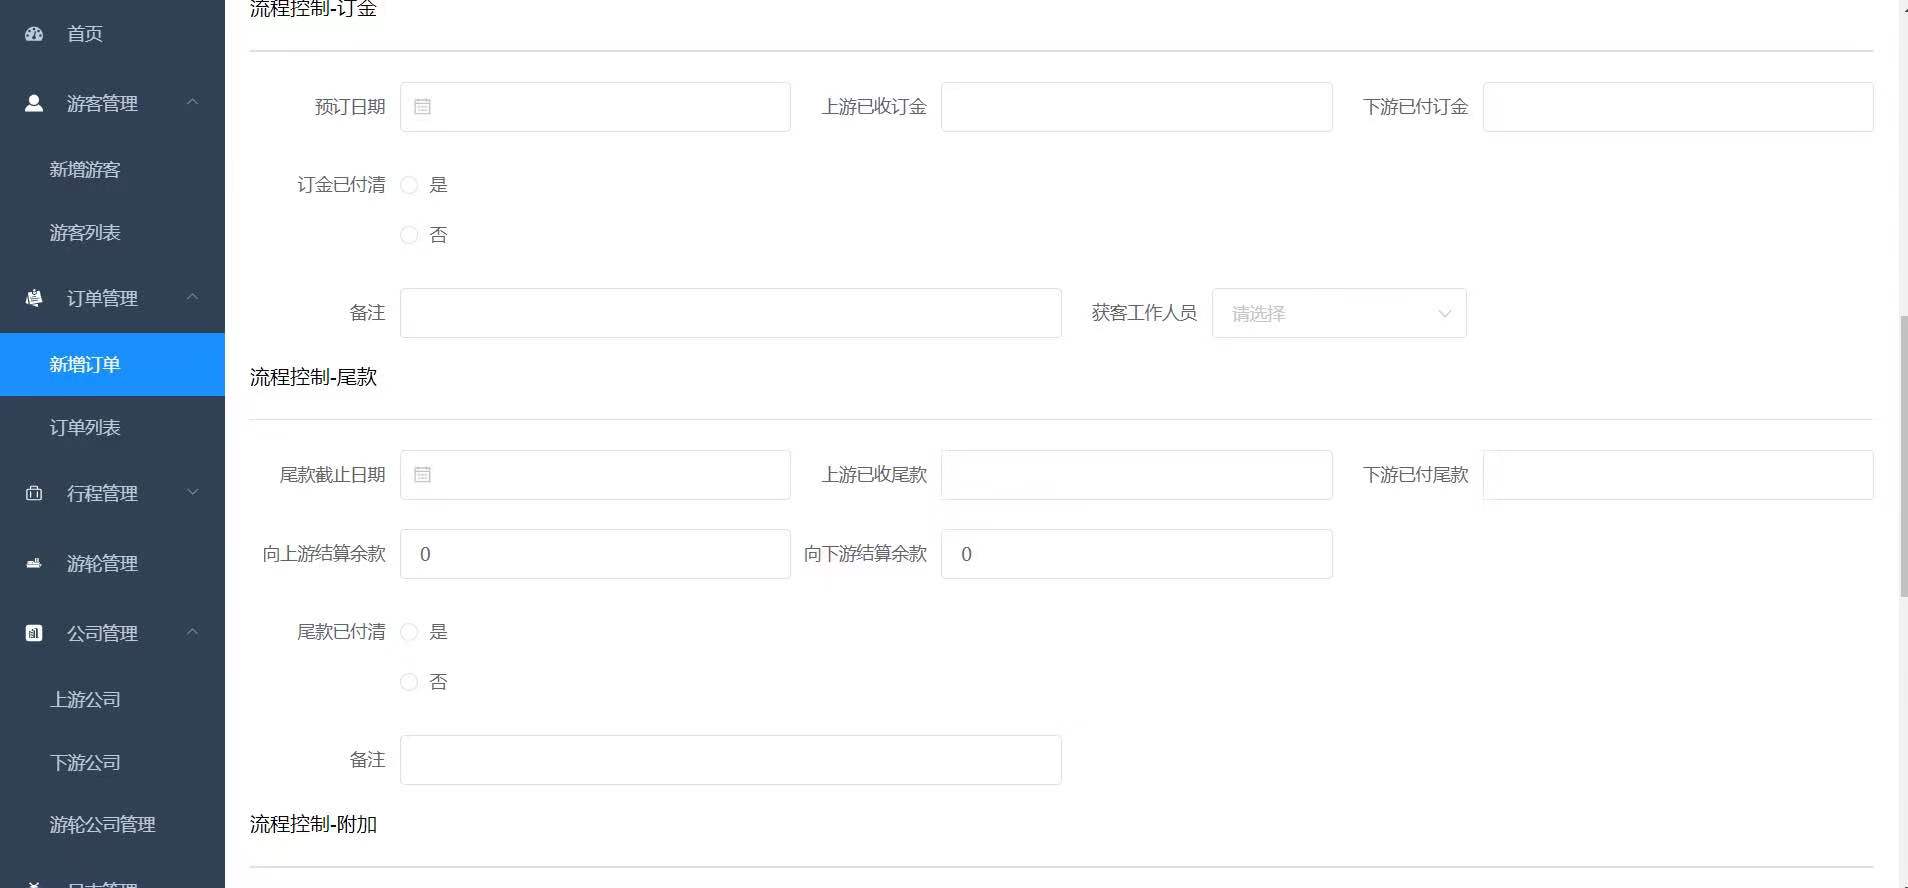 首页
游客管理
新增游客
游客列表
订单管理
新增订单
订单列表
行程管理
游轮管理
公司管理
上游公司
下游公司
游轮公司管理
日志管理
流程控制-订金
预订日期 上游已收订金 下游已付订金
订金已付清 是
否
备注 获客工作人员 请选择
流程控制-尾款
尾款截止日期 上游已收尾款 下游已付尾款
向上游结算余款 0 向下游结算余款 0
尾款已付清 是
否
备注
流程控制-附加